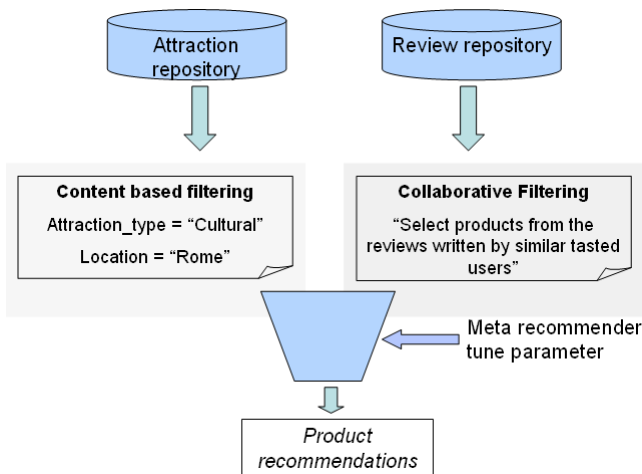 Attraction
repository
Review repository
Content based filtering
Attraction_type = “Cultural”
Location = “Rome”
Collaborative Filtering
“Select products from the
reviews written by similar tasted
users”
Meta recommender
tune parameter
Product
recommendations